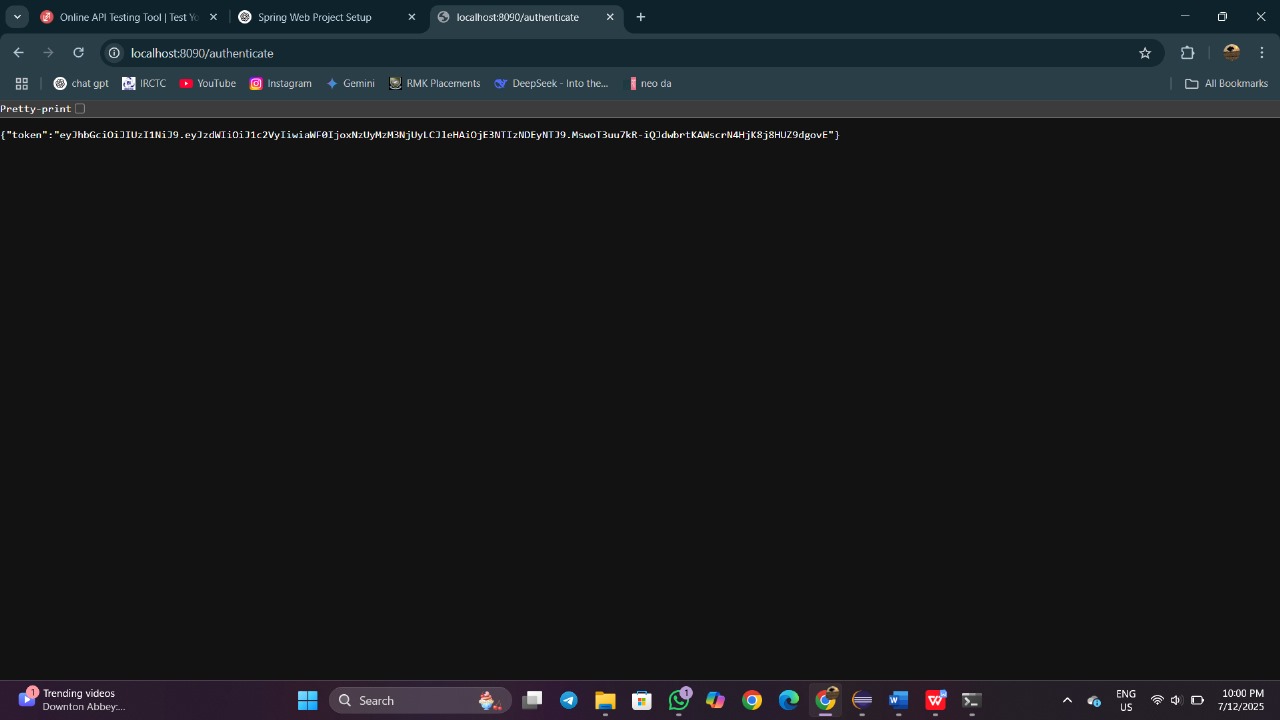 Online API Testing Tool | Test Yo
Spring Web Project Setup
localhost:8090/authenticate
localhost:8090/authenticate
chat gpt
IRCTC
YouTube
Instagram
Gemini
RMK Placements
DeepSeek - Into the...
neo da
All Bookmarks
Pretty-print
{"token":"eyJhbGciOiJIUzI1NiJ9.eyJzdWIiOiJ1c2VyIiwiaWF0IjoxNzUyMzM3NjUyLCJleHAiOjE3NTIzNDEyNTJ9.MswoT3uu7kR-iQJdwbrtKAWscrN4HjK8j8HUZ9dgovE"}
1
Trending videos
Downton Abbey:...
Search
1
ENG
US
10:00 PM
7/12/2025